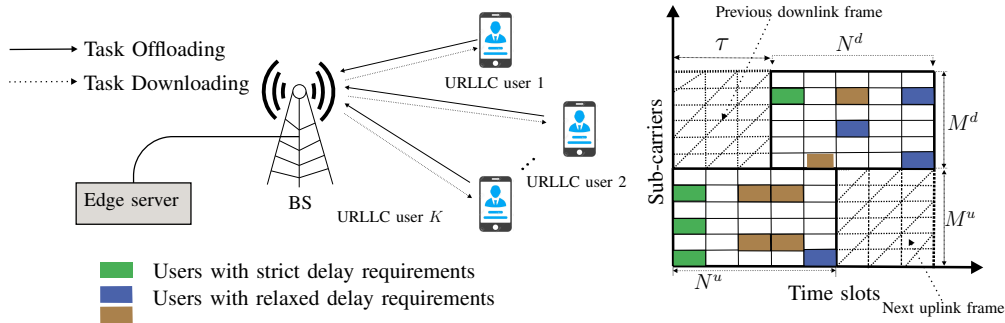 Task Offloading
Task Downloading
URLLC user 1
URLLC user 2
URLLC user K
BS
Edge server
Users with strict delay requirements
Users with relaxed delay requirements
Previous downlink frame
τ
N^d
M^d
M^u
Sub-carriers
N^u
Time slots
Next uplink frame